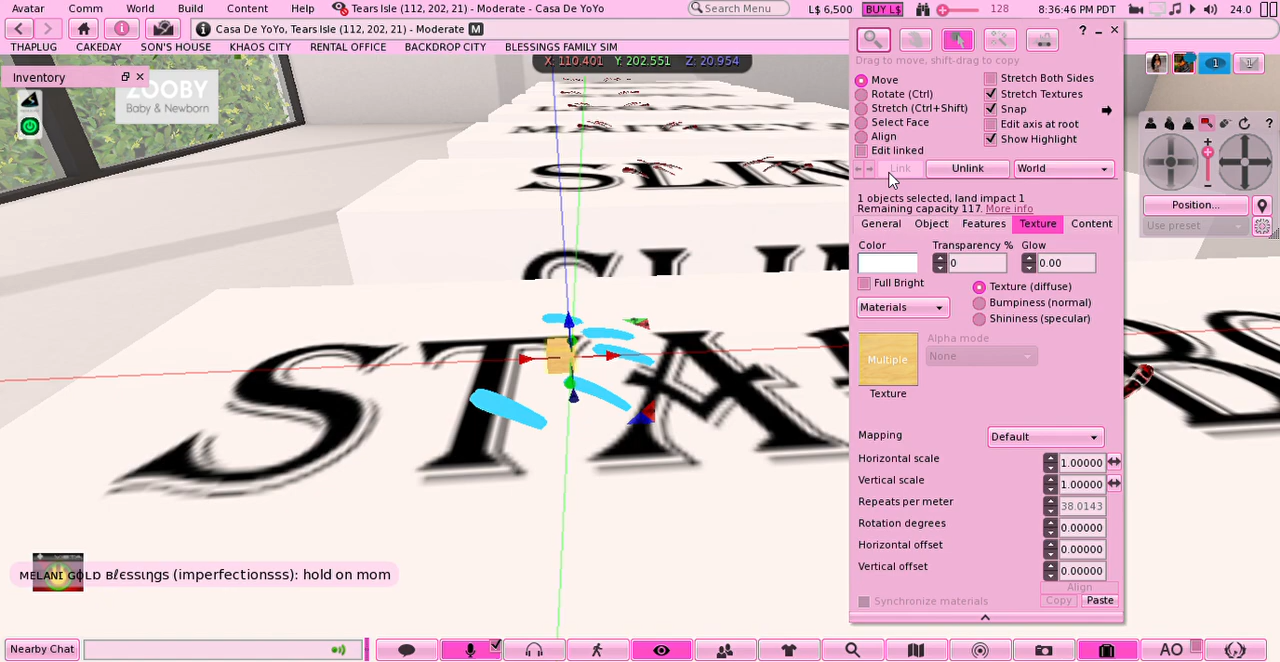 Avatar Comm World Build Content Help Tears Isle (112, 202, 21) - Moderate - Casa De YoYo Search Menu L$ 6,500 BUY L$ 128 8:36:46 PM PDT 24.0
Casa De YoYo, Tears Isle (112, 202, 21) - Moderate M
THAPLUG CAKEDAY SON'S HOUSE KHAOS CITY RENTAL OFFICE BACKDROP CITY BLESSINGS FAMILY SIM
X: 110.401 Y: 202.551 Z: 20.954
Inventory
ZOOBY
Baby & Newborn
SLIM
STARS
Drag to move, shift-drag to copy
Move
Rotate (Ctrl)
Stretch (Ctrl+Shift)
Select Face
Align
Edit linked
Stretch Both Sides
Stretch Textures
Snap
Edit axis at root
Show Highlight
Link Unlink World
1 objects selected, land impact 1
Remaining capacity 117. More info
General Object Features Texture Content
Color Transparency % Glow
0 0.00
Full Bright
Materials
Texture (diffuse)
Bumpiness (normal)
Shininess (specular)
Multiple
Texture
Alpha mode
None
Mapping Default
Horizontal scale 1.00000
Vertical scale 1.00000
Repeats per meter 38.0143
Rotation degrees 0.00000
Horizontal offset 0.00000
Vertical offset 0.00000
Align
Synchronize materials Copy Paste
1 1
?
Position...
Use preset
ᴍᴇʟᴀɴɪ ɢϕʟᴅ Bℓєѕѕιηgѕ (imperfectionsss): hold on mom
Nearby Chat
AO